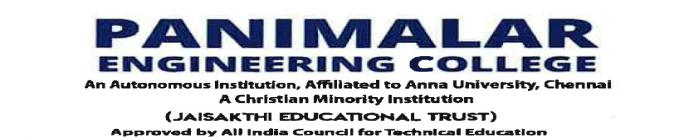 PANIMALAR
ENGINEERING COLLEGE
An Autonomous Institution, Affiliated to Anna University, Chennai
A Christian Minority Institution
(JAISAKTHI EDUCATIONAL TRUST)
Approved by All India Council for Technical Education